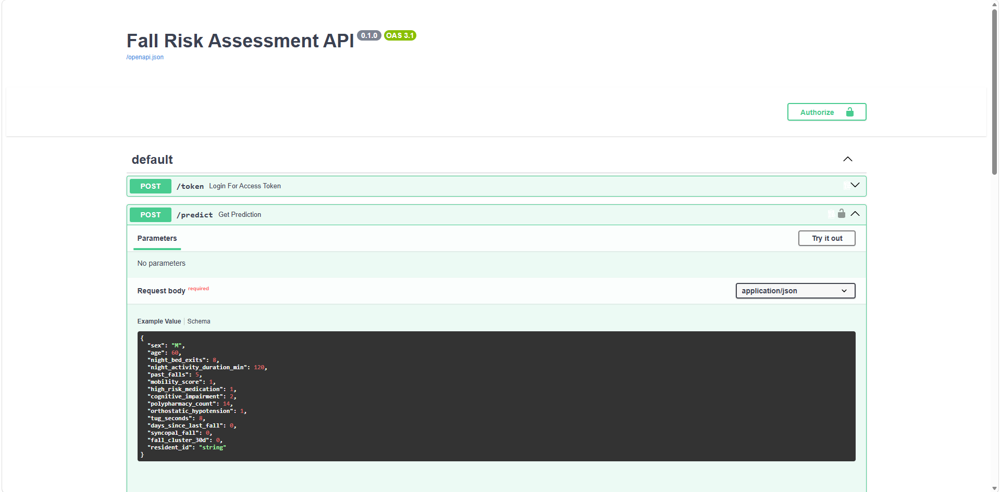 Fall Risk Assessment API 0.1.0 OAS 3.1
/openapi.json
Authorize
default
POST /token Login For Access Token
POST /predict Get Prediction
Parameters
Try it out
No parameters
Request body required
application/json
Example Value | Schema
{
  "sex": "M",
  "age": 60,
  "night_bed_exits": 8,
  "night_activity_duration_min": 120,
  "past_falls": 5,
  "mobility_score": 1,
  "high_risk_medication": 1,
  "cognitive_impairment": 2,
  "polypharmacy_count": 14,
  "orthostatic_hypotension": 1,
  "tug_seconds": 8,
  "days_since_last_fall": 0,
  "syncopal_fall": 0,
  "fall_cluster_30d": 0,
  "resident_id": "string"
}